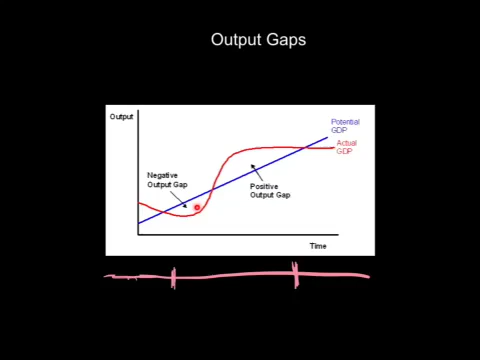 Output Gaps
Output
Potential
GDP
Actual
GDP
Negative
Output Gap
Positive
Output Gap
Time